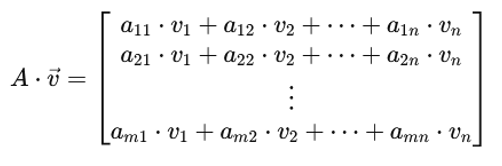 a₁₁ · v₁ + a₁₂ · v₂ + ⋯ + a₁ₙ · vₙ
a₂₁ · v₁ + a₂₂ · v₂ + ⋯ + a₂ₙ · vₙ
A · v⃗ =
⋮
aₘ₁ · v₁ + aₘ₂ · v₂ + ⋯ + aₘₙ · vₙ